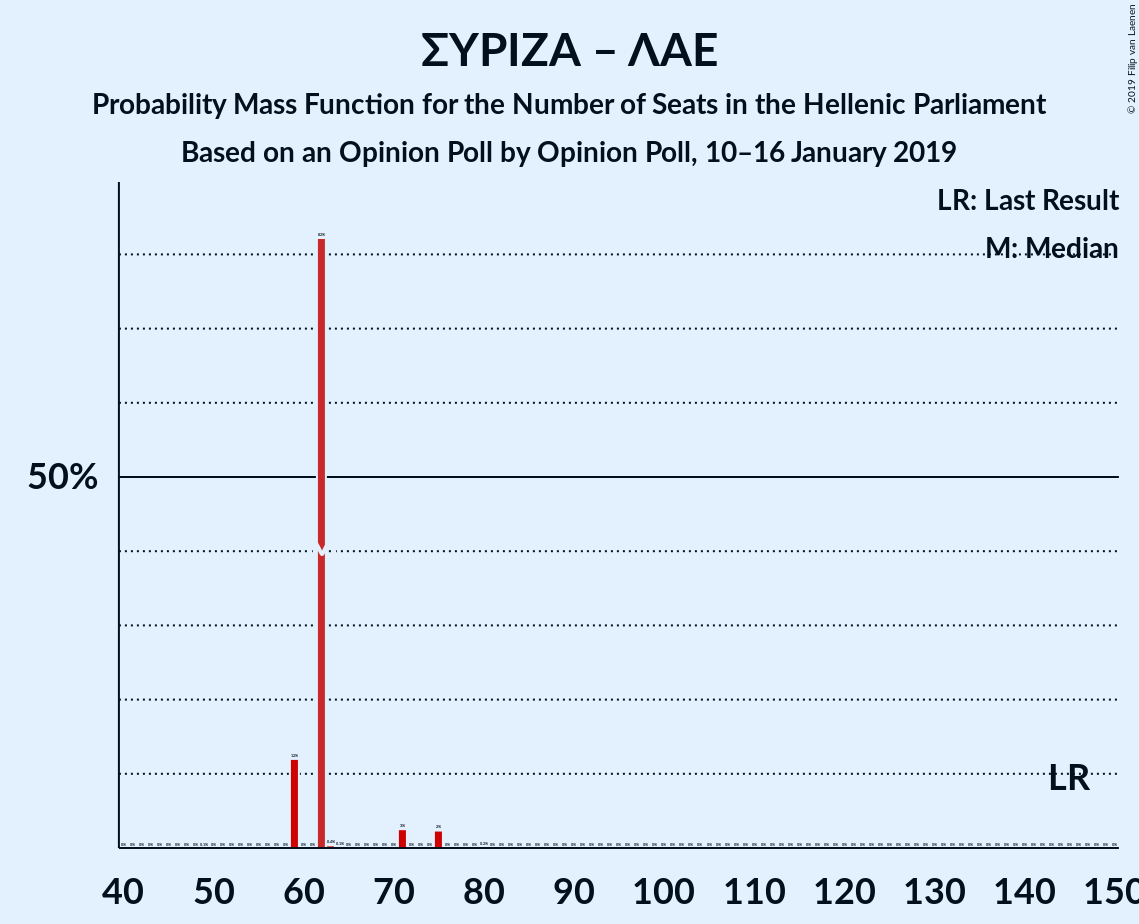 ΣΥΡΙΖΑ – ΛΑΕ
Probability Mass Function for the Number of Seats in the Hellenic Parliament
Based on an Opinion Poll by Opinion Poll, 10–16 January 2019
© 2019 Filip van Laenen
LR: Last Result
M: Median
82%
50%
M
12%
LR
40 50 60 70 80 90 100 110 120 130 140 150